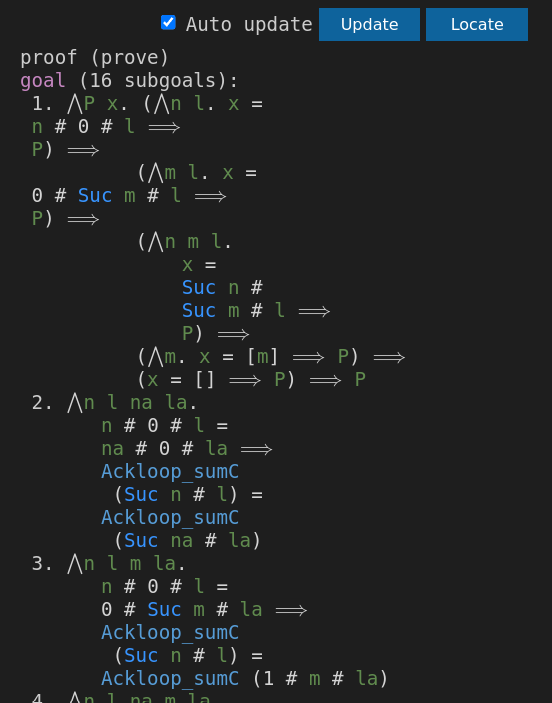 Auto update Update Locate
proof (prove)
goal (16 subgoals):
1. ⋀P x. (⋀n l. x =
n # 0 # l ⟹
P) ⟹
(⋀m l. x =
0 # Suc m # l ⟹
P) ⟹
(⋀n m l.
x =
Suc n #
Suc m # l ⟹
P) ⟹
(⋀m. x = [m] ⟹ P) ⟹
(x = [] ⟹ P) ⟹ P
2. ⋀n l na la.
n # 0 # l =
na # 0 # la ⟹
Ackloop_sumC
(Suc n # l) =
Ackloop_sumC
(Suc na # la)
3. ⋀n l m la.
n # 0 # l =
0 # Suc m # la ⟹
Ackloop_sumC
(Suc n # l) =
Ackloop_sumC (1 # m # la)
4. ⋀n l na m la.